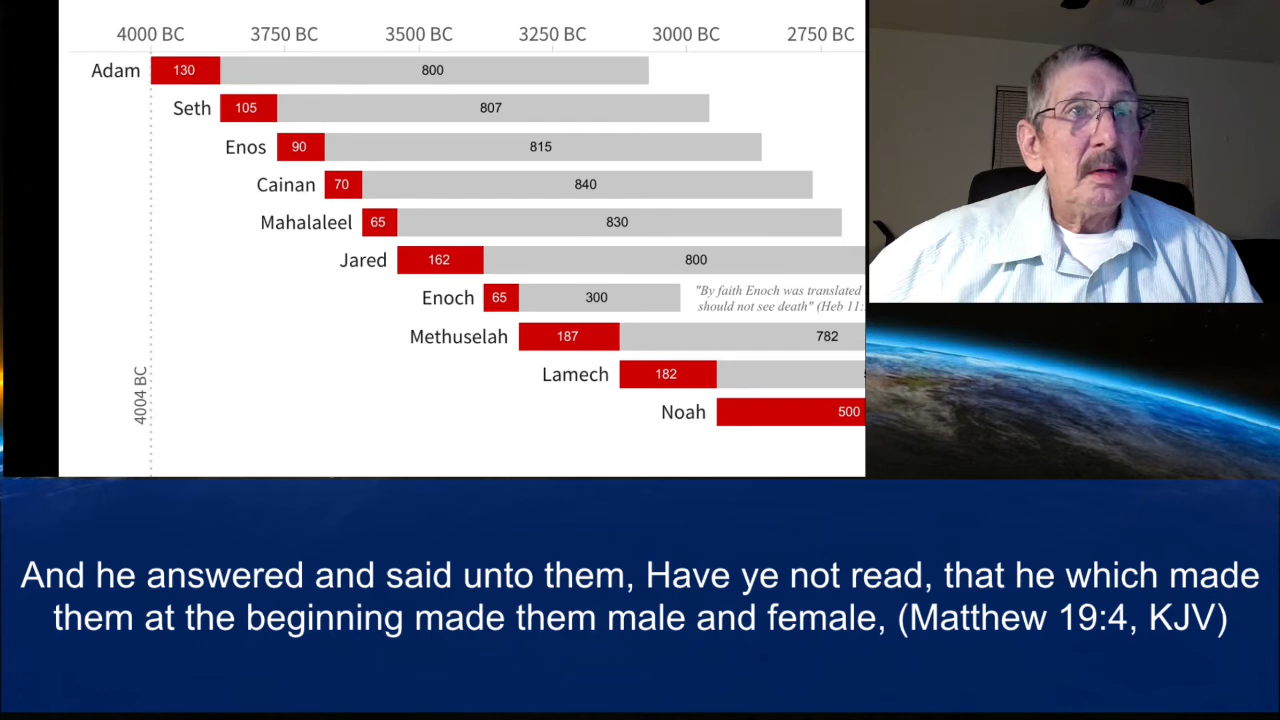 4000 BC 3750 BC 3500 BC 3250 BC 3000 BC 2750 BC
Adam 130 800
Seth 105 807
Enos 90 815
Cainan 70 840
Mahalaleel 65 830
Jared 162 800
Enoch 65 300 "By faith Enoch was translated
should not see death" (Heb 11:
Methuselah 187 782
Lamech 182
Noah 500
4004 BC
And he answered and said unto them, Have ye not read, that he which made
them at the beginning made them male and female, (Matthew 19:4, KJV)